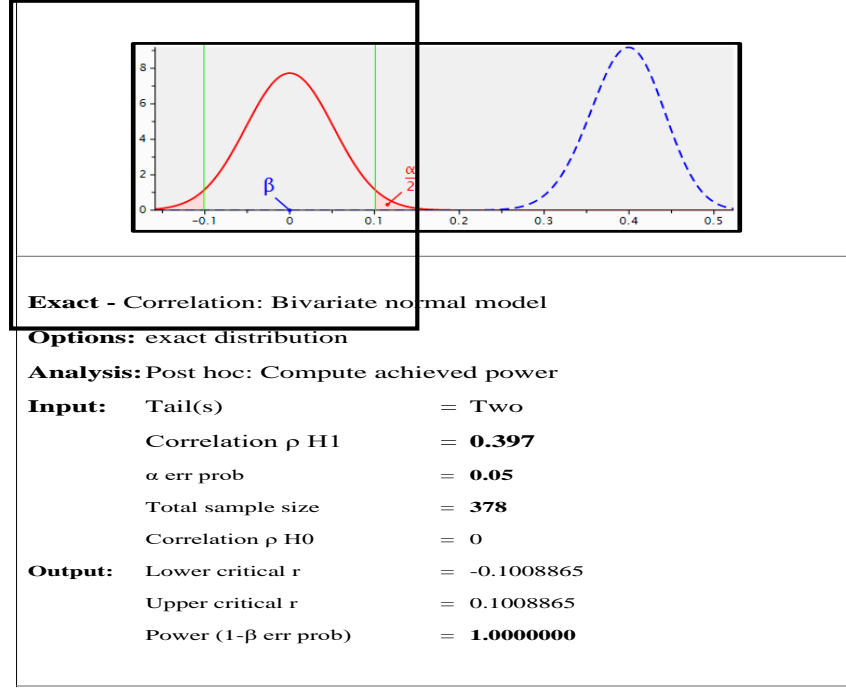 8
6
4
2
0
β
α
2
-0.1 0 0.1 0.2 0.3 0.4 0.5
Exact - Correlation: Bivariate normal model
Options: exact distribution
Analysis: Post hoc: Compute achieved power
Input: Tail(s) = Two
Correlation ρ H1 = 0.397
α err prob = 0.05
Total sample size = 378
Correlation ρ H0 = 0
Output: Lower critical r = -0.1008865
Upper critical r = 0.1008865
Power (1-β err prob) = 1.0000000